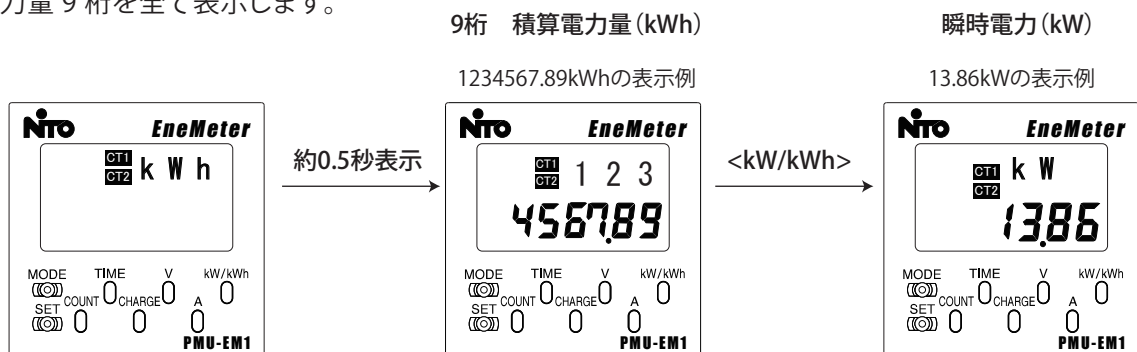 力量 9 桁を全て表示します。
9桁 積算電力量(kWh)
瞬時電力(kW)
1234567.89kWhの表示例
13.86kWの表示例
NITO EneMeter
CT1
CT2
k W h
MODE TIME V kW/kWh
COUNT CHARGE A
SET
PMU-EM1
約0.5秒表示
NITO EneMeter
CT1
CT2
1 2 3
4567.89
MODE TIME V kW/kWh
COUNT CHARGE A
SET
PMU-EM1
<kW/kWh>
NITO EneMeter
CT1
CT2
k W
13.86
MODE TIME V kW/kWh
COUNT CHARGE A
SET
PMU-EM1